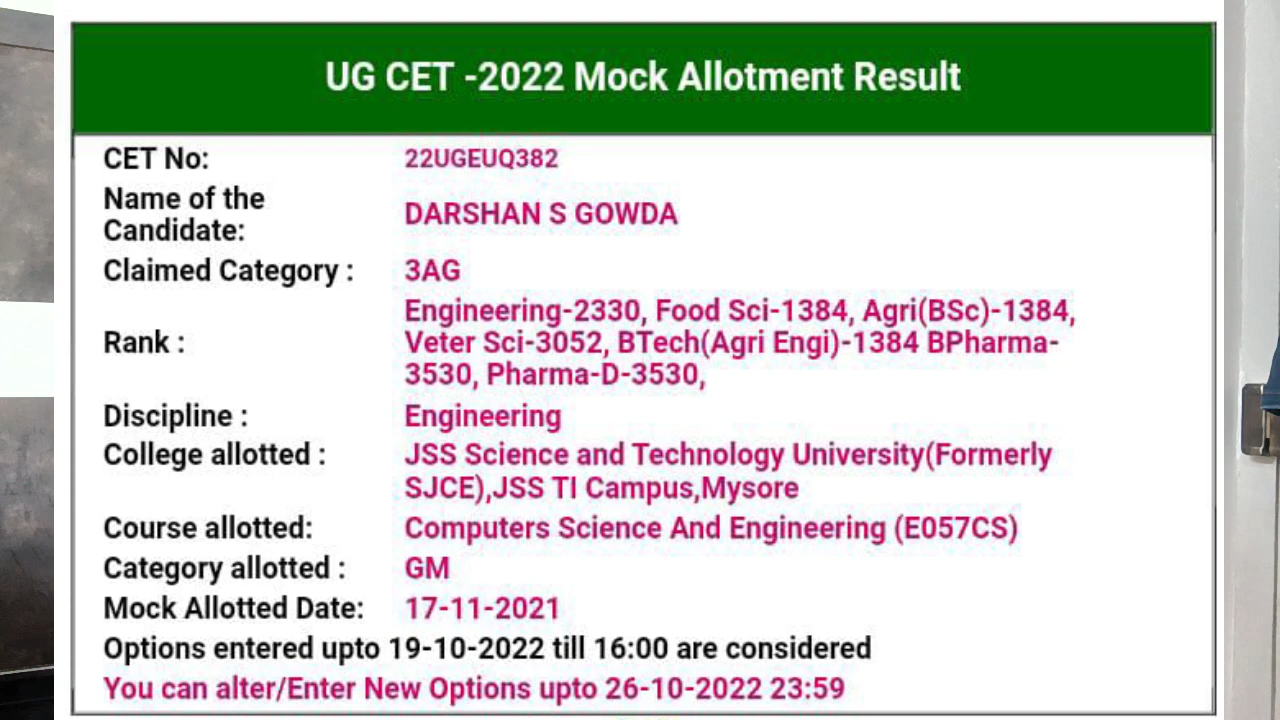 UG CET -2022 Mock Allotment Result
CET No: 22UGEUQ382
Name of the
Candidate: DARSHAN S GOWDA
Claimed Category : 3AG
Rank : Engineering-2330, Food Sci-1384, Agri(BSc)-1384,
Veter Sci-3052, BTech(Agri Engi)-1384 BPharma-
3530, Pharma-D-3530,
Discipline : Engineering
College allotted : JSS Science and Technology University(Formerly
SJCE),JSS TI Campus,Mysore
Course allotted: Computers Science And Engineering (E057CS)
Category allotted : GM
Mock Allotted Date: 17-11-2021
Options entered upto 19-10-2022 till 16:00 are considered
You can alter/Enter New Options upto 26-10-2022 23:59